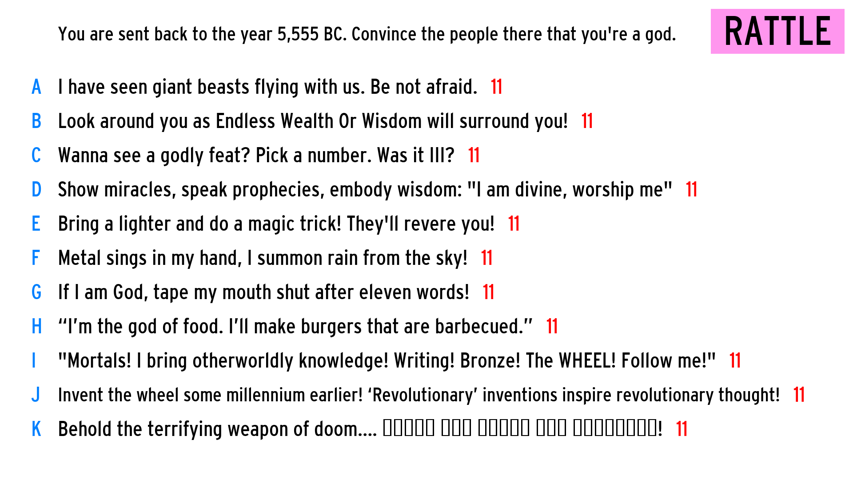 You are sent back to the year 5,555 BC. Convince the people there that you're a god.
RATTLE
A I have seen giant beasts flying with us. Be not afraid. 11
B Look around you as Endless Wealth Or Wisdom will surround you! 11
C Wanna see a godly feat? Pick a number. Was it III? 11
D Show miracles, speak prophecies, embody wisdom: "I am divine, worship me" 11
E Bring a lighter and do a magic trick! They'll revere you! 11
F Metal sings in my hand, I summon rain from the sky! 11
G If I am God, tape my mouth shut after eleven words! 11
H “I’m the god of food. I’ll make burgers that are barbecued.” 11
I "Mortals! I bring otherworldly knowledge! Writing! Bronze! The WHEEL! Follow me!" 11
J Invent the wheel some millennium earlier! ‘Revolutionary’ inventions inspire revolutionary thought! 11
K Behold the terrifying weapon of doom.... ▯▯▯▯▯ ▯▯▯ ▯▯▯▯▯ ▯▯▯ ▯▯▯▯▯▯▯▯! 11